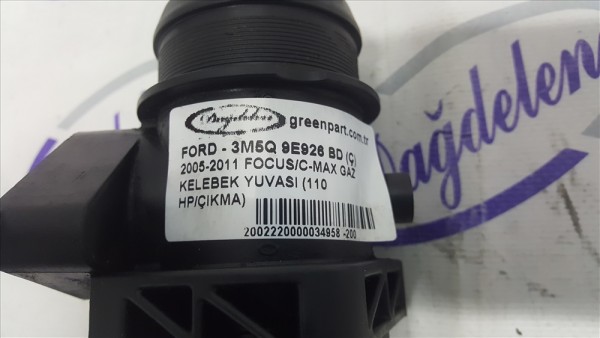 Dağdelen
greenpart.com.tr
FORD - 3M5Q 9E926 BD (Ç)
2005-2011 FOCUS/C-MAX GAZ
KELEBEK YUVASI (110
HP/ÇIKMA)
2002220000034958 -200
Dağdelen